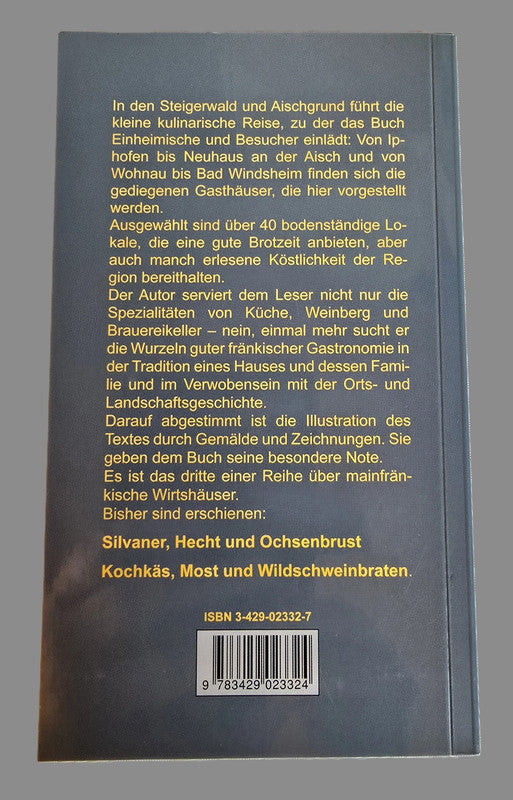 In den Steigerwald und Aischgrund führt die
kleine kulinarische Reise, zu der das Buch
Einheimische und Besucher einlädt: Von Ip-
hofen bis Neuhaus an der Aisch und von
Wohnau bis Bad Windsheim finden sich die
gediegenen Gasthäuser, die hier vorgestellt
werden.
Ausgewählt sind über 40 bodenständige Lo-
kale, die eine gute Brotzeit anbieten, aber
auch manch erlesene Köstlichkeit der Re-
gion bereithalten.
Der Autor serviert dem Leser nicht nur die
Spezialitäten von Küche, Weinberg und
Brauereikeller – nein, einmal mehr sucht er
die Wurzeln guter fränkischer Gastronomie in
der Tradition eines Hauses und dessen Fami-
lie und im Verwobensein mit der Orts- und
Landschaftsgeschichte.
Darauf abgestimmt ist die Illustration des
Textes durch Gemälde und Zeichnungen. Sie
geben dem Buch seine besondere Note.
Es ist das dritte einer Reihe über mainfrän-
kische Wirtshäuser.
Bisher sind erschienen:
Silvaner, Hecht und Ochsenbrust
Kochkäs, Most und Wildschweinbraten.
ISBN 3-429-02332-7
9 783429 023324